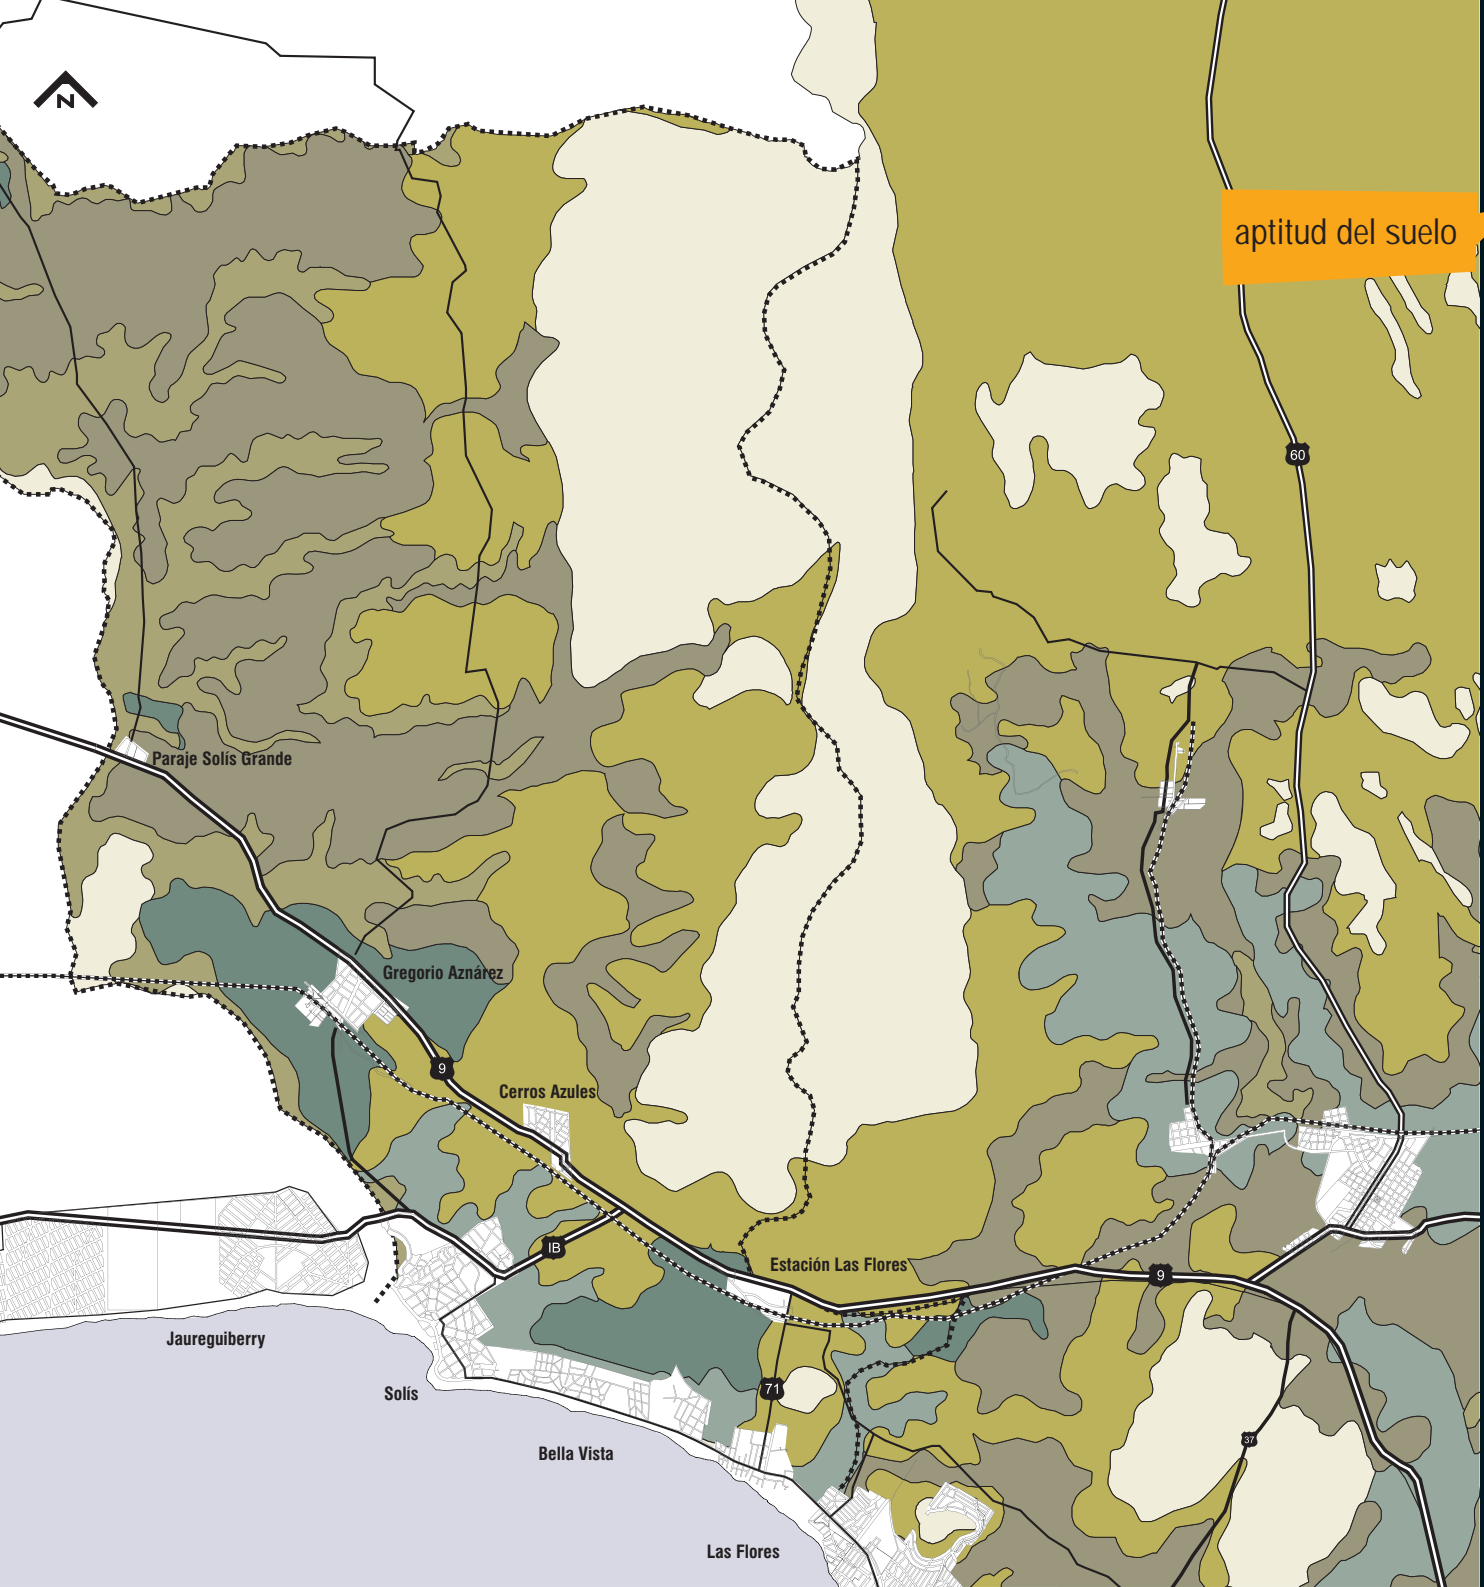 N
aptitud del suelo
60
Paraje Solís Grande
Gregorio Aznárez
9
Cerros Azules
IB
Estación Las Flores
9
Jaureguiberry
Solís
71
Bella Vista
37
Las Flores